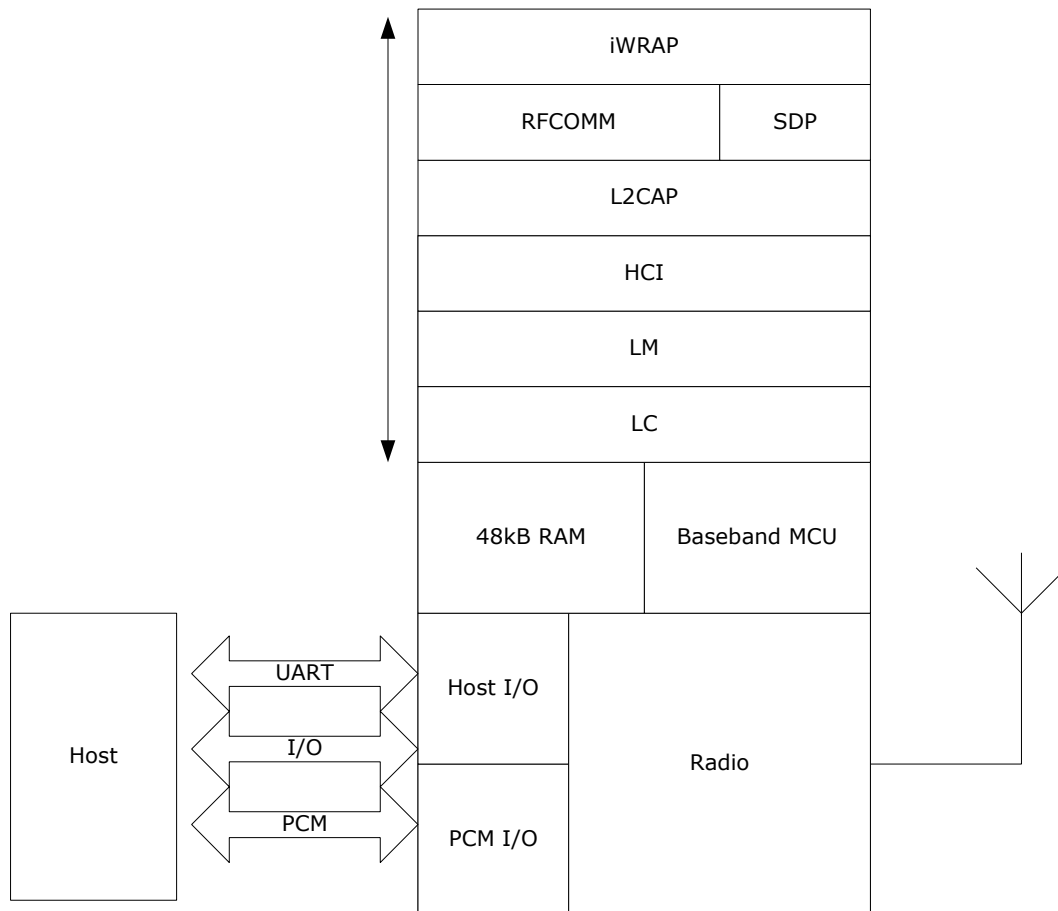 iWRAP
RFCOMM
SDP
L2CAP
HCI
LM
LC
48kB RAM
Baseband MCU
UART
Host I/O
Host
I/O
Radio
PCM
PCM I/O